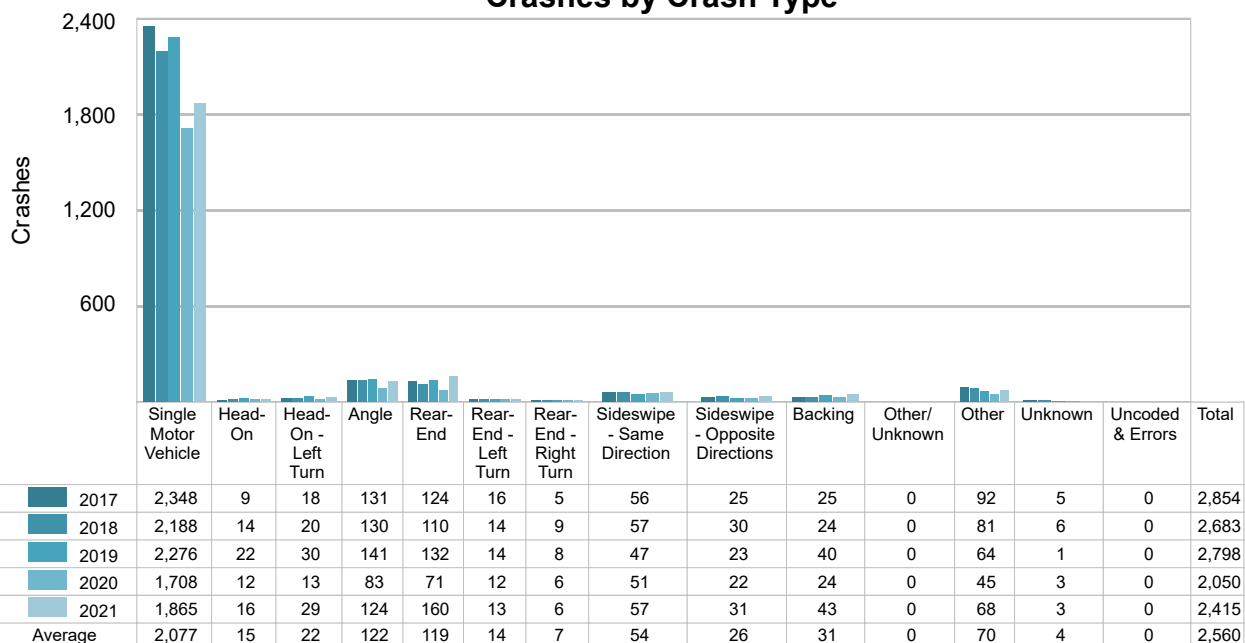 Crashes by Crash Type
2,400
1,800
1,200
600
Crashes
Single Motor Vehicle Head-On Head-On - Left Turn Angle Rear-End Rear-End - Left Turn Rear-End - Right Turn Sideswipe - Same Direction Sideswipe - Opposite Directions Backing Other/ Unknown Other Unknown Uncoded & Errors Total
2017 2,348 9 18 131 124 16 5 56 25 25 0 92 5 0 2,854
2018 2,188 14 20 130 110 14 9 57 30 24 0 81 6 0 2,683
2019 2,276 22 30 141 132 14 8 47 23 40 0 64 1 0 2,798
2020 1,708 12 13 83 71 12 6 51 22 24 0 45 3 0 2,050
2021 1,865 16 29 124 160 13 6 57 31 43 0 68 3 0 2,415
Average 2,077 15 22 122 119 14 7 54 26 31 0 70 4 0 2,560